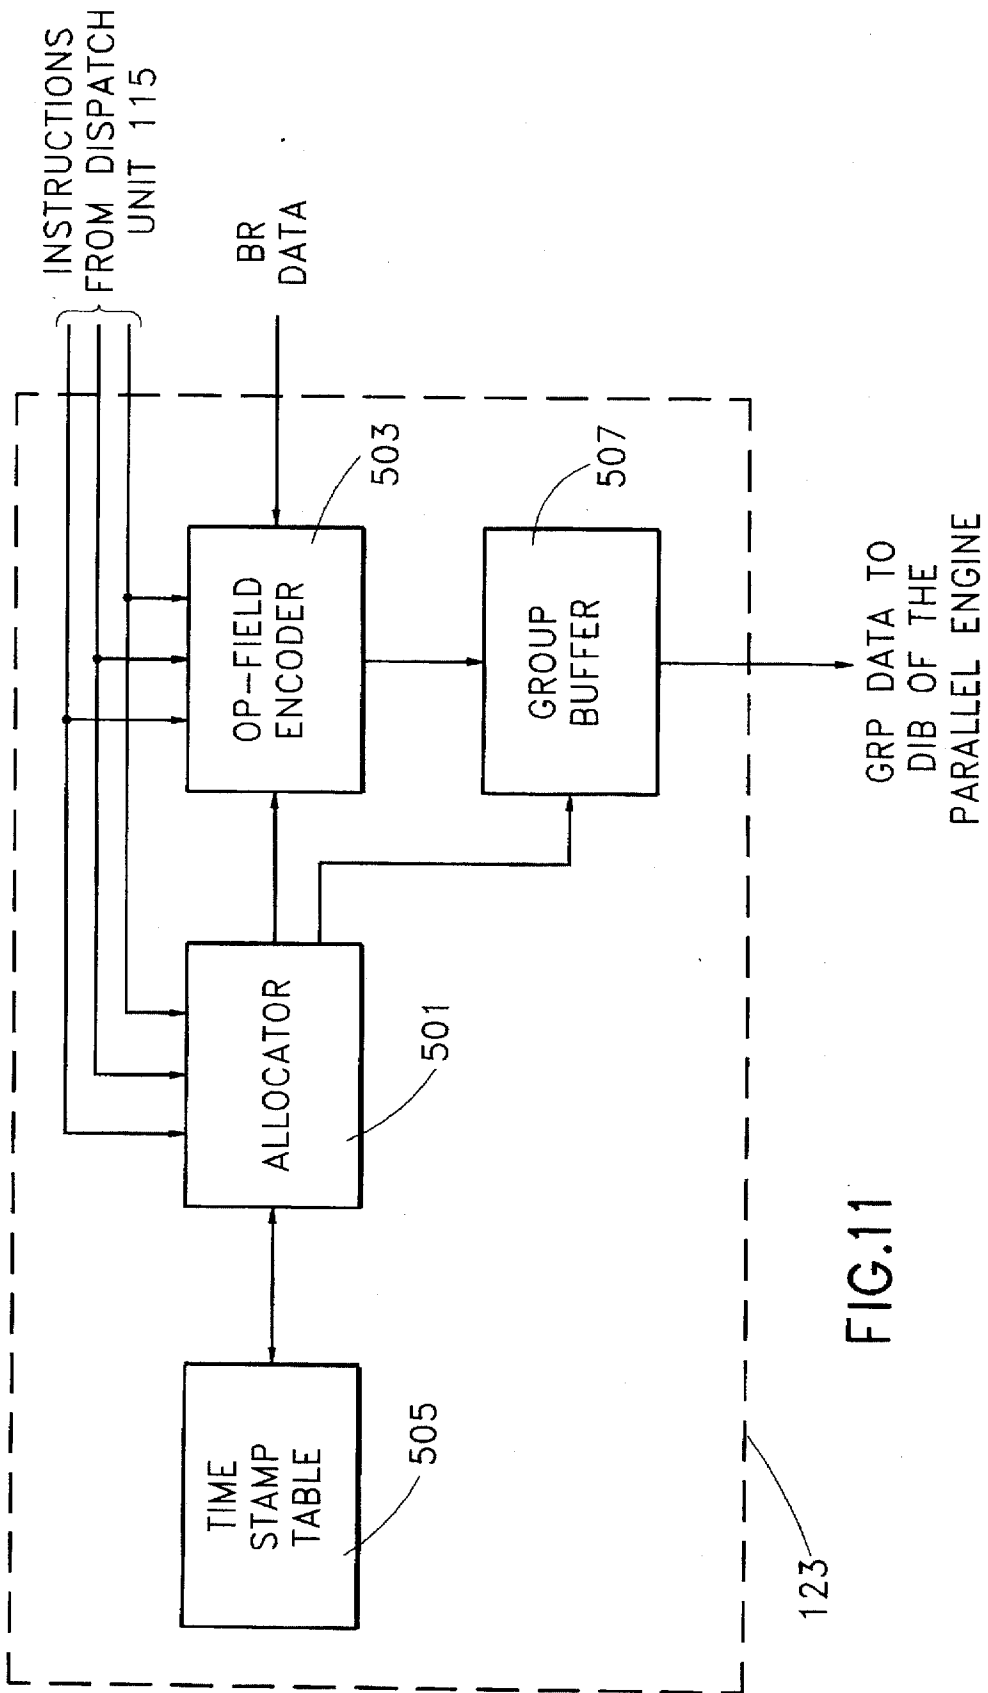 INSTRUCTIONS
FROM DISPATCH
UNIT 115
BR
DATA
TIME
STAMP
TABLE
505
ALLOCATOR
501
OP-FIELD
ENCODER
503
GROUP
BUFFER
507
GRP DATA TO
DIB OF THE
PARALLEL ENGINE
123
FIG.11